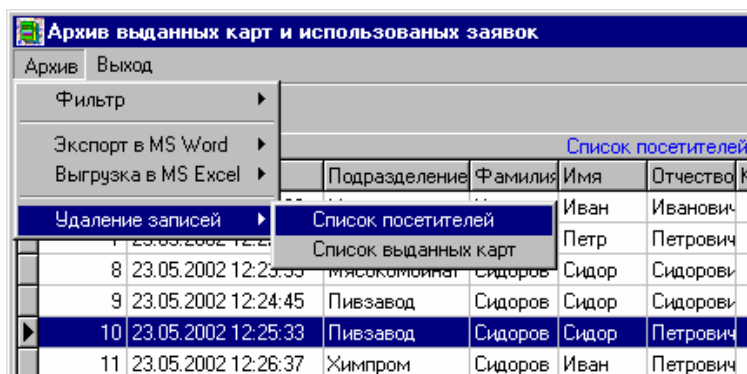 Архив выданных карт и использованых заявок
Архив Выход
Фильтр
Экспорт в MS Word
Список посетителей
Выгрузка в MS Excel
Подразделение Фамилия Имя Отчество
Удаление записей
Список посетителей
Иван Иванович
Список выданных карт
Петр Петрович
8 23.05.2002 12:23:55 Мясокомбинат Сидоров Сидор Сидорови
9 23.05.2002 12:24:45 Пивзавод Сидоров Сидор Сидорови
10 23.05.2002 12:25:33 Пивзавод Сидоров Сидор Петрович
11 23.05.2002 12:26:37 Химпром Сидоров Иван Петрович